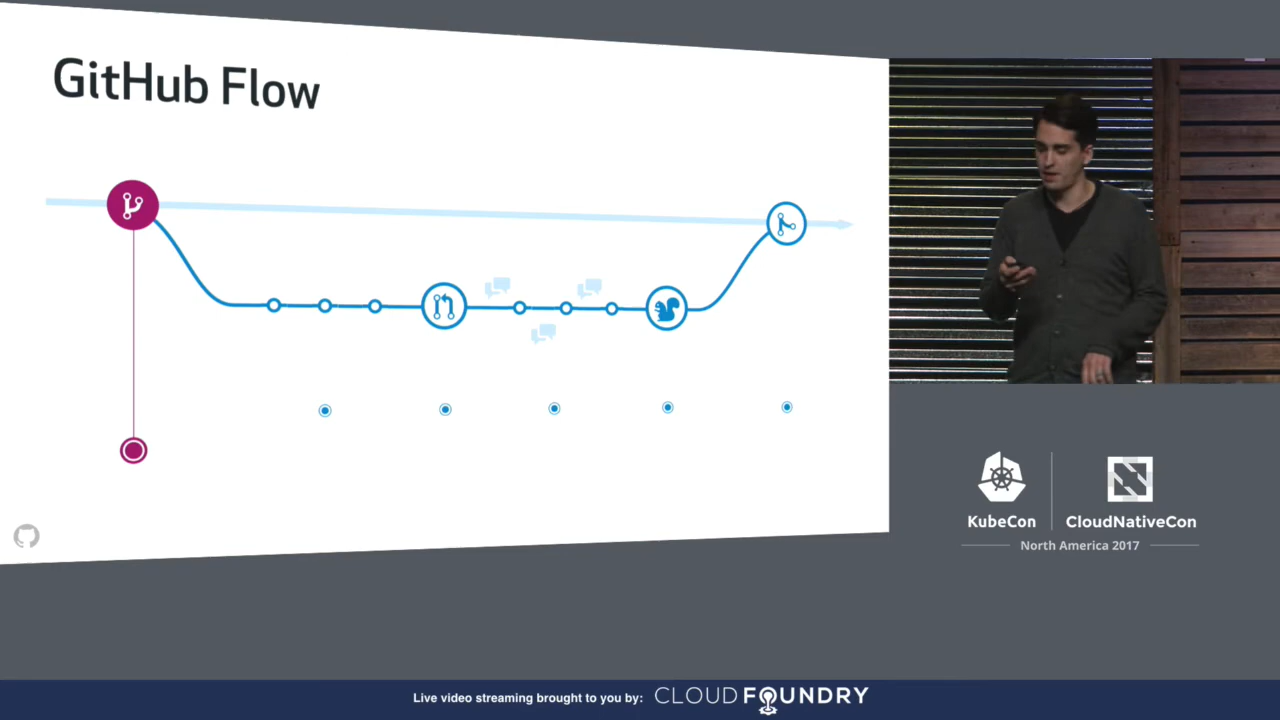 GitHub Flow
KubeCon
CloudNativeCon
North America 2017
Live video streaming brought to you by: CLOUD FOUNDRY